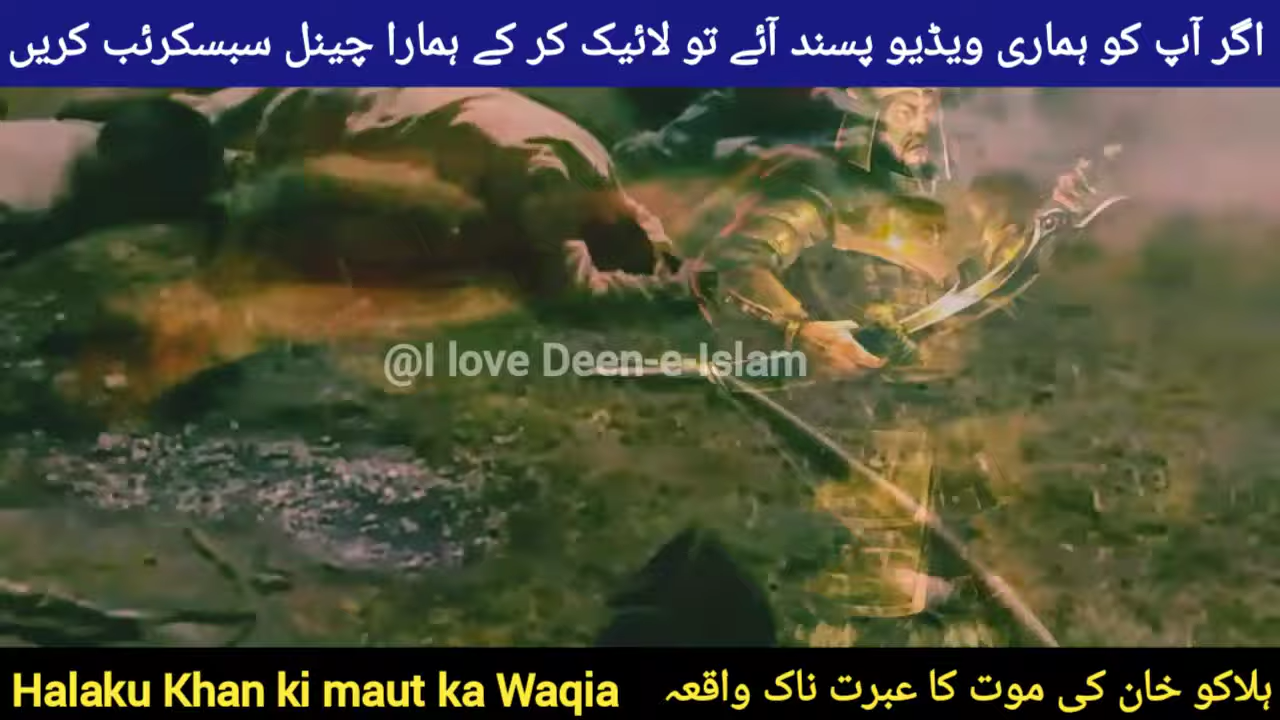 اگر آپ کو ہماری ویڈیو پسند آئے تو لائیک کر کے ہمارا چینل سبسکرئب کریں
@I love Deen-e-Islam
Halaku Khan ki maut ka Waqia ہلاکو خان کی موت کا عبرت ناک واقعہ